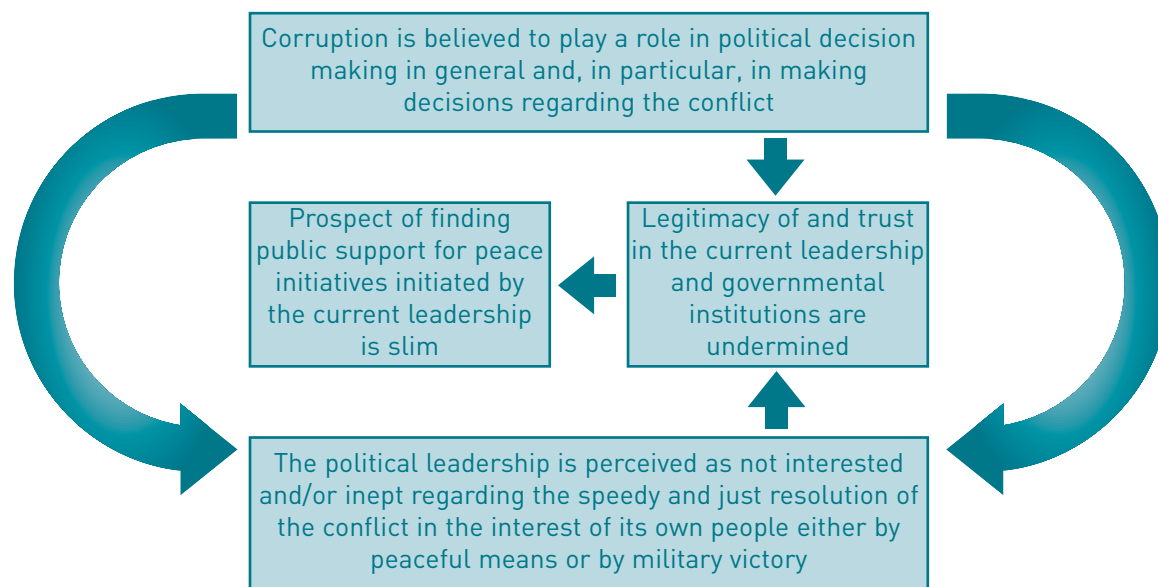 Corruption is believed to play a role in political decision
making in general and, in particular, in making
decisions regarding the conflict
Prospect of finding
public support for peace
initiatives initiated by
the current leadership
is slim
Legitimacy of and trust
in the current leadership
and governmental
institutions are
undermined
The political leadership is perceived as not interested
and/or inept regarding the speedy and just resolution of
the conflict in the interest of its own people either by
peaceful means or by military victory